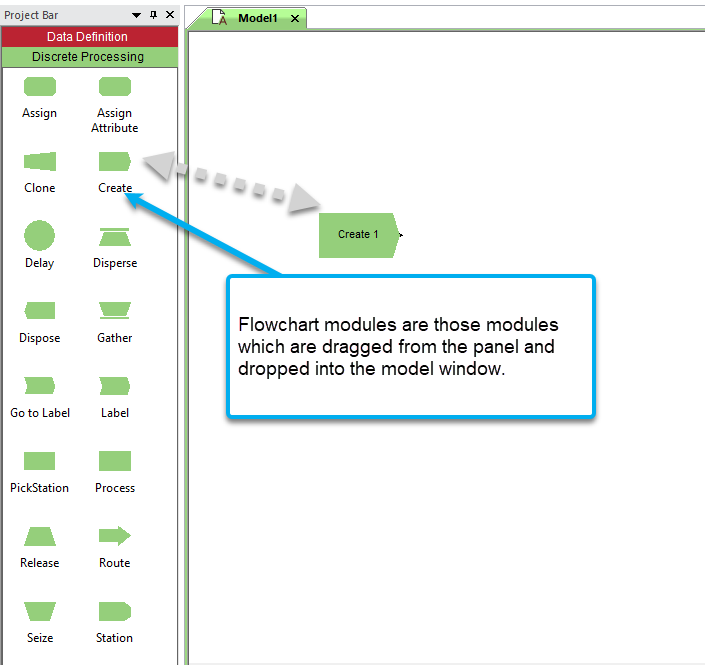 Project Bar
Model1
Data Definition
Discrete Processing
Assign
Assign
Attribute
Clone
Create
Create 1
Delay
Disperse
Flowchart modules are those modules
which are dragged from the panel and
dropped into the model window.
Dispose
Gather
Go to Label
Label
PickStation
Process
Release
Route
Seize
Station